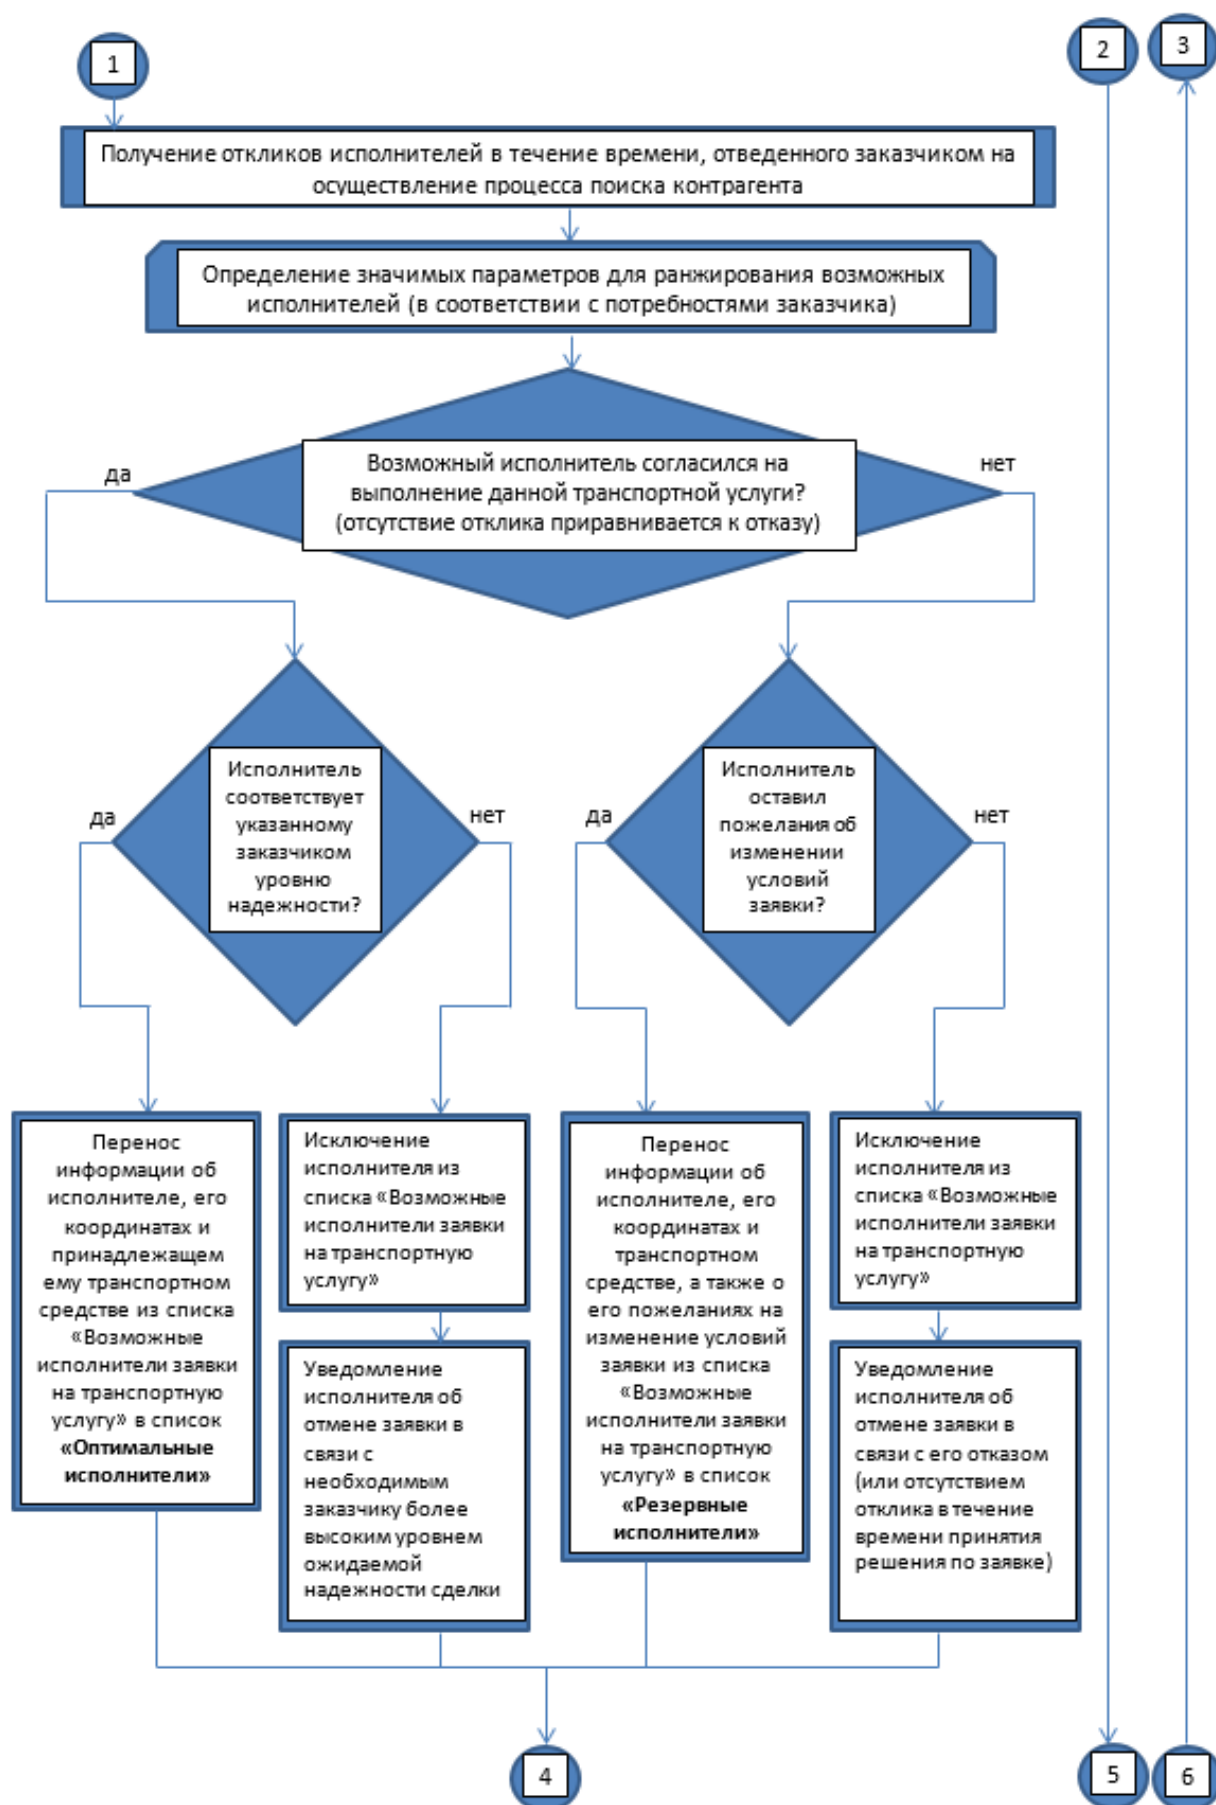 1
2
3
Получение откликов исполнителей в течение времени, отведенного заказчиком на
осуществление процесса поиска контрагента
Определение значимых параметров для ранжирования возможных
исполнителей (в соответствии с потребностями заказчика)
Возможный исполнитель согласился на
выполнение данной транспортной услуги?
(отсутствие отклика приравнивается к отказу)
да
нет
Исполнитель
соответствует
указанному
заказчиком
уровню
надежности?
да
нет
Исполнитель
оставил
пожелания об
изменении
условий
заявки?
да
нет
Перенос
информации об
исполнителе, его
координатах и
принадлежащем
ему транспортном
средстве из списка
«Возможные
исполнители заявки
на транспортную
услугу» в список
«Оптимальные
исполнители»
Исключение
исполнителя из
списка «Возможные
исполнители заявки
на транспортную
услугу»
Уведомление
исполнителя об
отмене заявки в
связи с
необходимым
заказчику более
высоким уровнем
ожидаемой
надежности сделки
Перенос
информации об
исполнителе, его
координатах и
транспортном
средстве, а также о
его пожеланиях на
изменение условий
заявки из списка
«Возможные
исполнители заявки
на транспортную
услугу» в список
«Резервные
исполнители»
Исключение
исполнителя из
списка «Возможные
исполнители заявки
на транспортную
услугу»
Уведомление
исполнителя об
отмене заявки в
связи с его отказом
(или отсутствием
отклика в течение
времени принятия
решения по заявке)
4
5
6